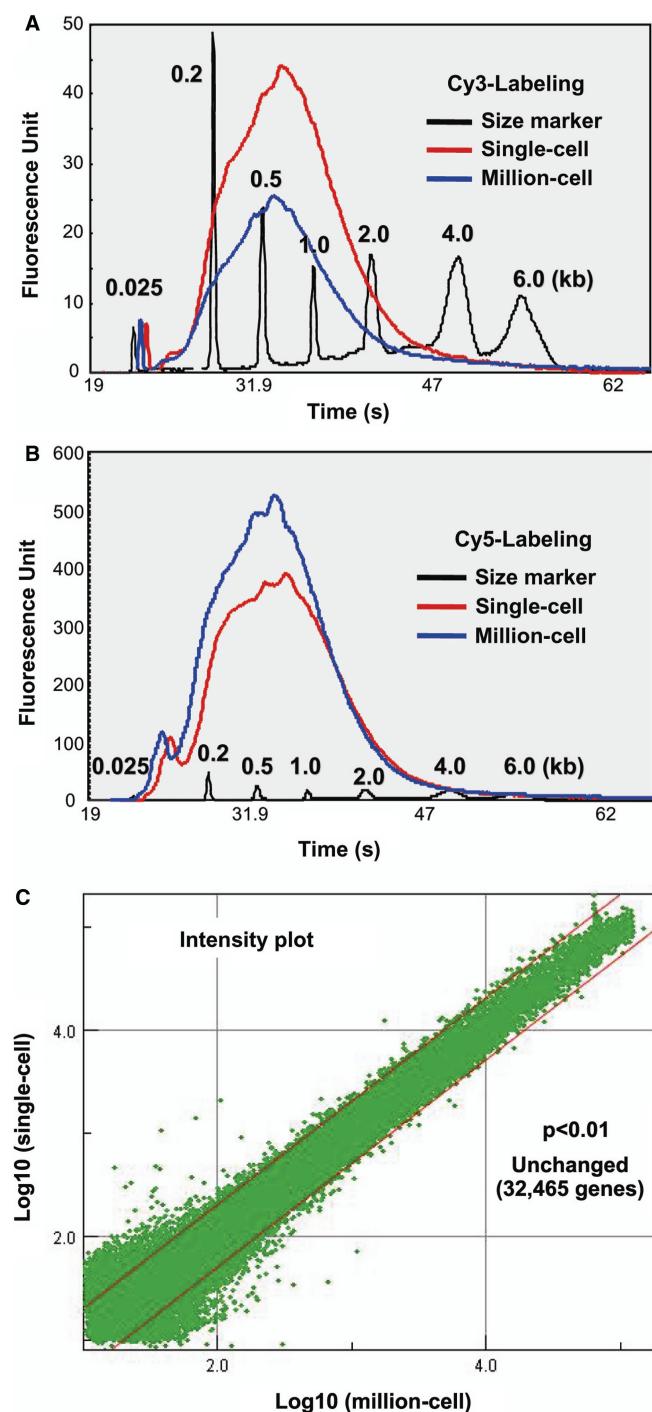 A
50
40
30
20
10
0
Fluorescence Unit
0.2
0.5
1.0
2.0
4.0
6.0 (kb)
0.025
Cy3-Labeling
Size marker
Single-cell
Million-cell
19
31.9
47
62
Time (s)
B
600
500
400
300
200
100
0
Fluorescence Unit
Cy5-Labeling
Size marker
Single-cell
Million-cell
0.025
0.2
0.5
1.0
2.0
4.0
6.0 (kb)
19
31.9
47
62
Time (s)
C
Intensity plot
4.0
2.0
Log10 (single-cell)
p<0.01
Unchanged
(32,465 genes)
2.0
4.0
Log10 (million-cell)